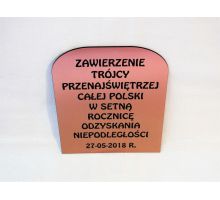 ZAWIERZENIE
TRÓJCY
PRZENAJŚWIĘTRZEJ
CAŁEJ POLSKI
W SETNĄ
ROCZNICĘ
ODZYSKANIA
NIEPODLEGŁOŚCI
27-05-2018 R.